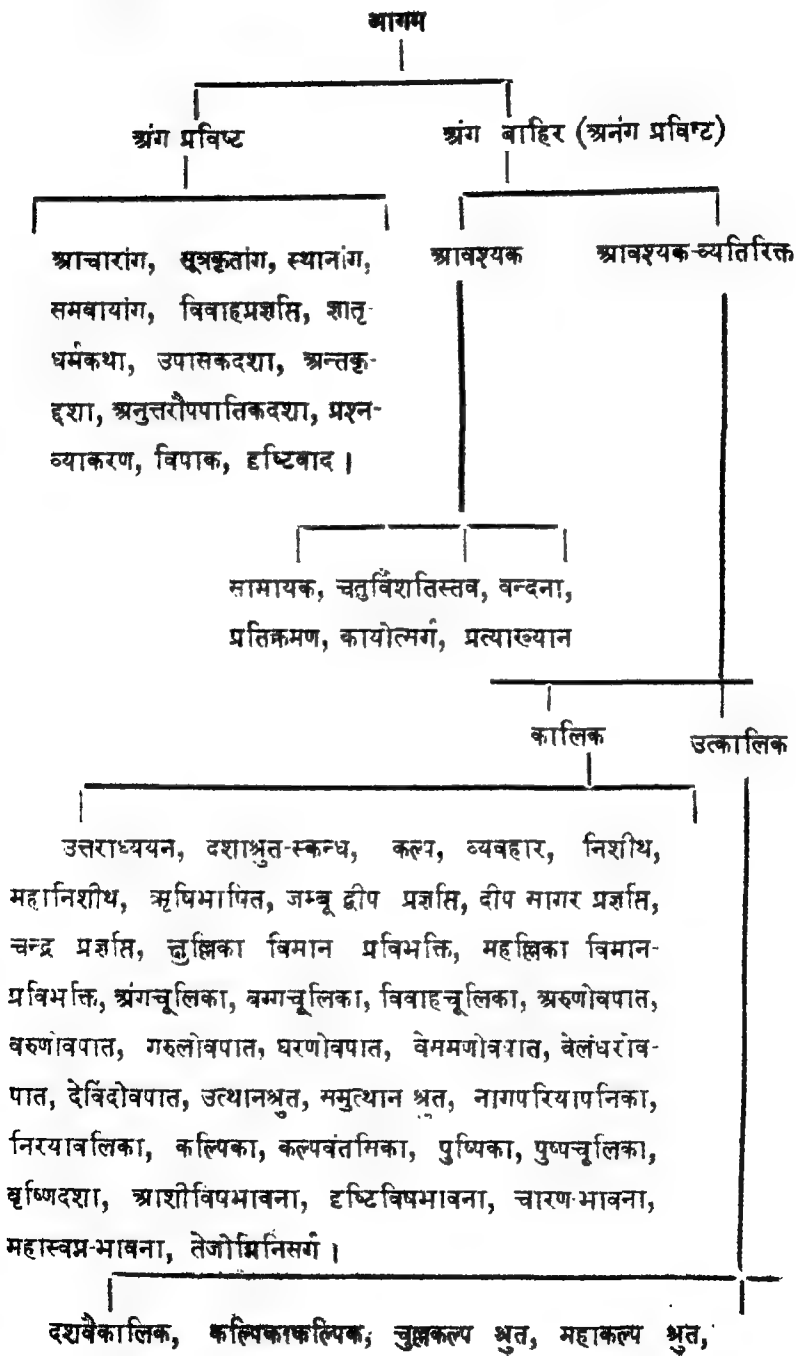 आगम
अंग प्रविष्ट
अंग बाहिर (अनंग प्रविष्ट)
आचारांग, सूत्रकृतांग, स्थानांग,
समवायांग, विवाहप्रज्ञप्ति, ज्ञातृ-
धर्मकथा, उपासकदशा, अन्तकृ-
द्दशा, अनुत्तरौपपातिकदशा, प्रश्न-
व्याकरण, विपाक, दृष्टिवाद ।
आवश्यक
आवश्यक-व्यतिरिक्त
सामायक, चतुर्विंशतिस्तव, वन्दना,
प्रतिक्रमण, कायोत्सर्ग, प्रत्याख्यान
कालिक
उत्कालिक
उत्तराध्ययन, दशाश्रुत-स्कन्ध, कल्प, व्यवहार, निशीथ,
महानिशीथ, ऋषिभाषित, जम्बू द्वीप प्रज्ञप्ति, दीप सागर प्रज्ञप्ति,
चन्द्र प्रज्ञप्ति, क्षुल्लिका विमान प्रविभक्ति, महल्लिका विमान-
प्रविभक्ति, अंगचूलिका, वग्गचूलिका, विवाहचूलिका, अरुणोवपात,
वरुणोवपात, गरुलोवपात, धरणोवपात, वेसमणोवपात, वेलंधरोव-
पात, देविंदोवपात, उत्थानश्रुत, समुत्थान श्रुत, नागपरियापनिका,
निरयावलिका, कल्पिका, कल्पवंतसिका, पुष्पिका, पुष्पचूलिका,
वृष्णिदशा, आशीविषभावना, दृष्टिविषभावना, चारण-भावना,
महास्वप्न-भावना, तेजोग्निनिसर्ग ।
दशवैकालिक, कल्पिकाकल्पिक, चुल्लकल्प श्रुत, महाकल्प श्रुत,